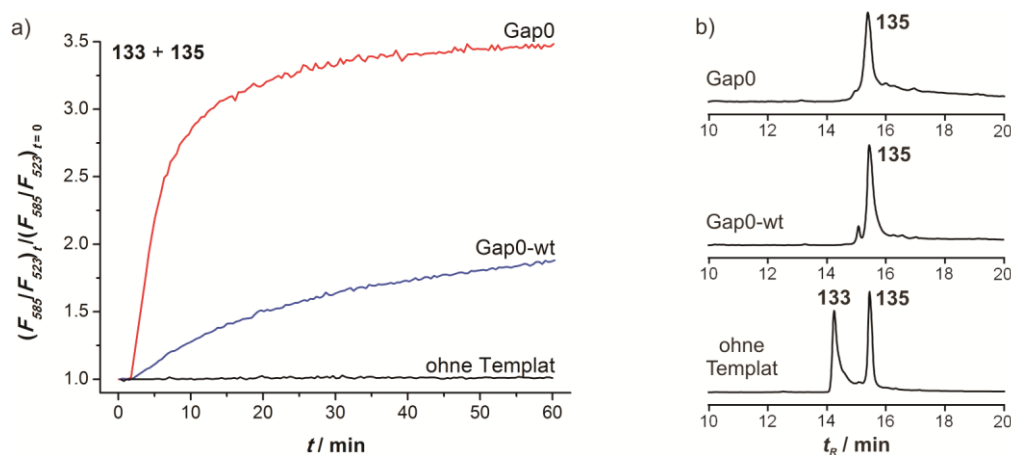 a)
133 + 135
Gap0
Gap0-wt
ohne Templat
(F585/F523)t/(F585/F523)t = 0
3.5
3.0
2.5
2.0
1.5
1.0
0 10 20 30 40 50 60
t / min
b)
135
Gap0
10 12 14 16 18 20
135
Gap0-wt
10 12 14 16 18 20
133 135
ohne
Templat
10 12 14 16 18 20
tR / min